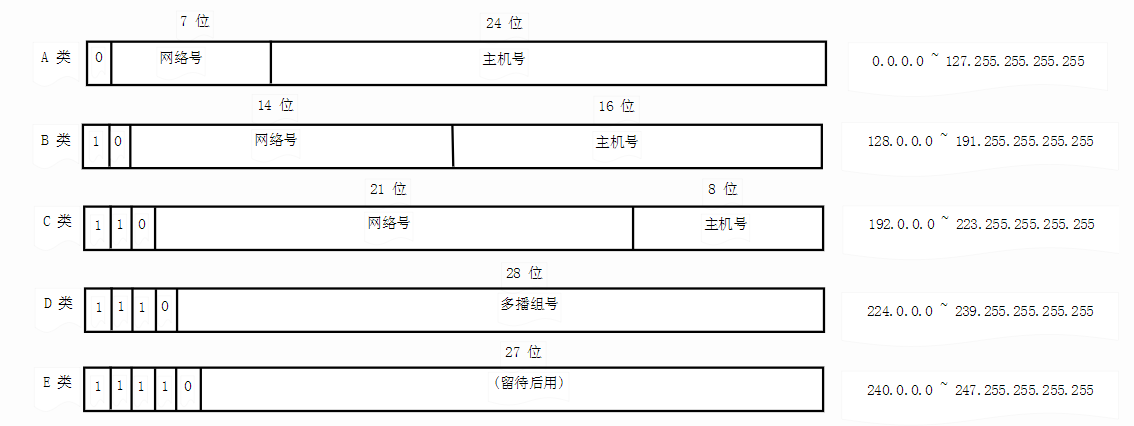 7 位 24 位
A 类 0 网络号 主机号 0.0.0.0 ~ 127.255.255.255.255
14 位 16 位
B 类 1 0 网络号 主机号 128.0.0.0 ~ 191.255.255.255.255
21 位 8 位
C 类 1 1 0 网络号 主机号 192.0.0.0 ~ 223.255.255.255.255
28 位
D 类 1 1 1 0 多播组号 224.0.0.0 ~ 239.255.255.255.255
27 位
E 类 1 1 1 1 0 (留待后用) 240.0.0.0 ~ 247.255.255.255.255